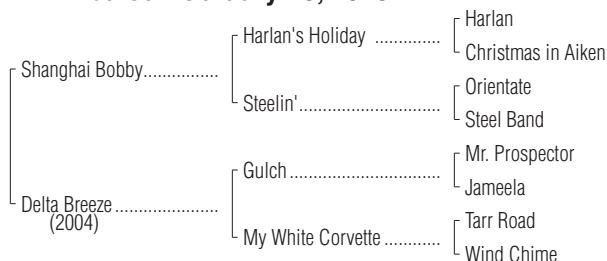 Harlan
Harlan's Holiday ..............
Christmas in Aiken
Shanghai Bobby................
Orientate
Steelin'..............................
Steel Band
Mr. Prospector
Gulch ................................
Jameela
Delta Breeze ......................
(2004)
Tarr Road
My White Corvette ............
Wind Chime